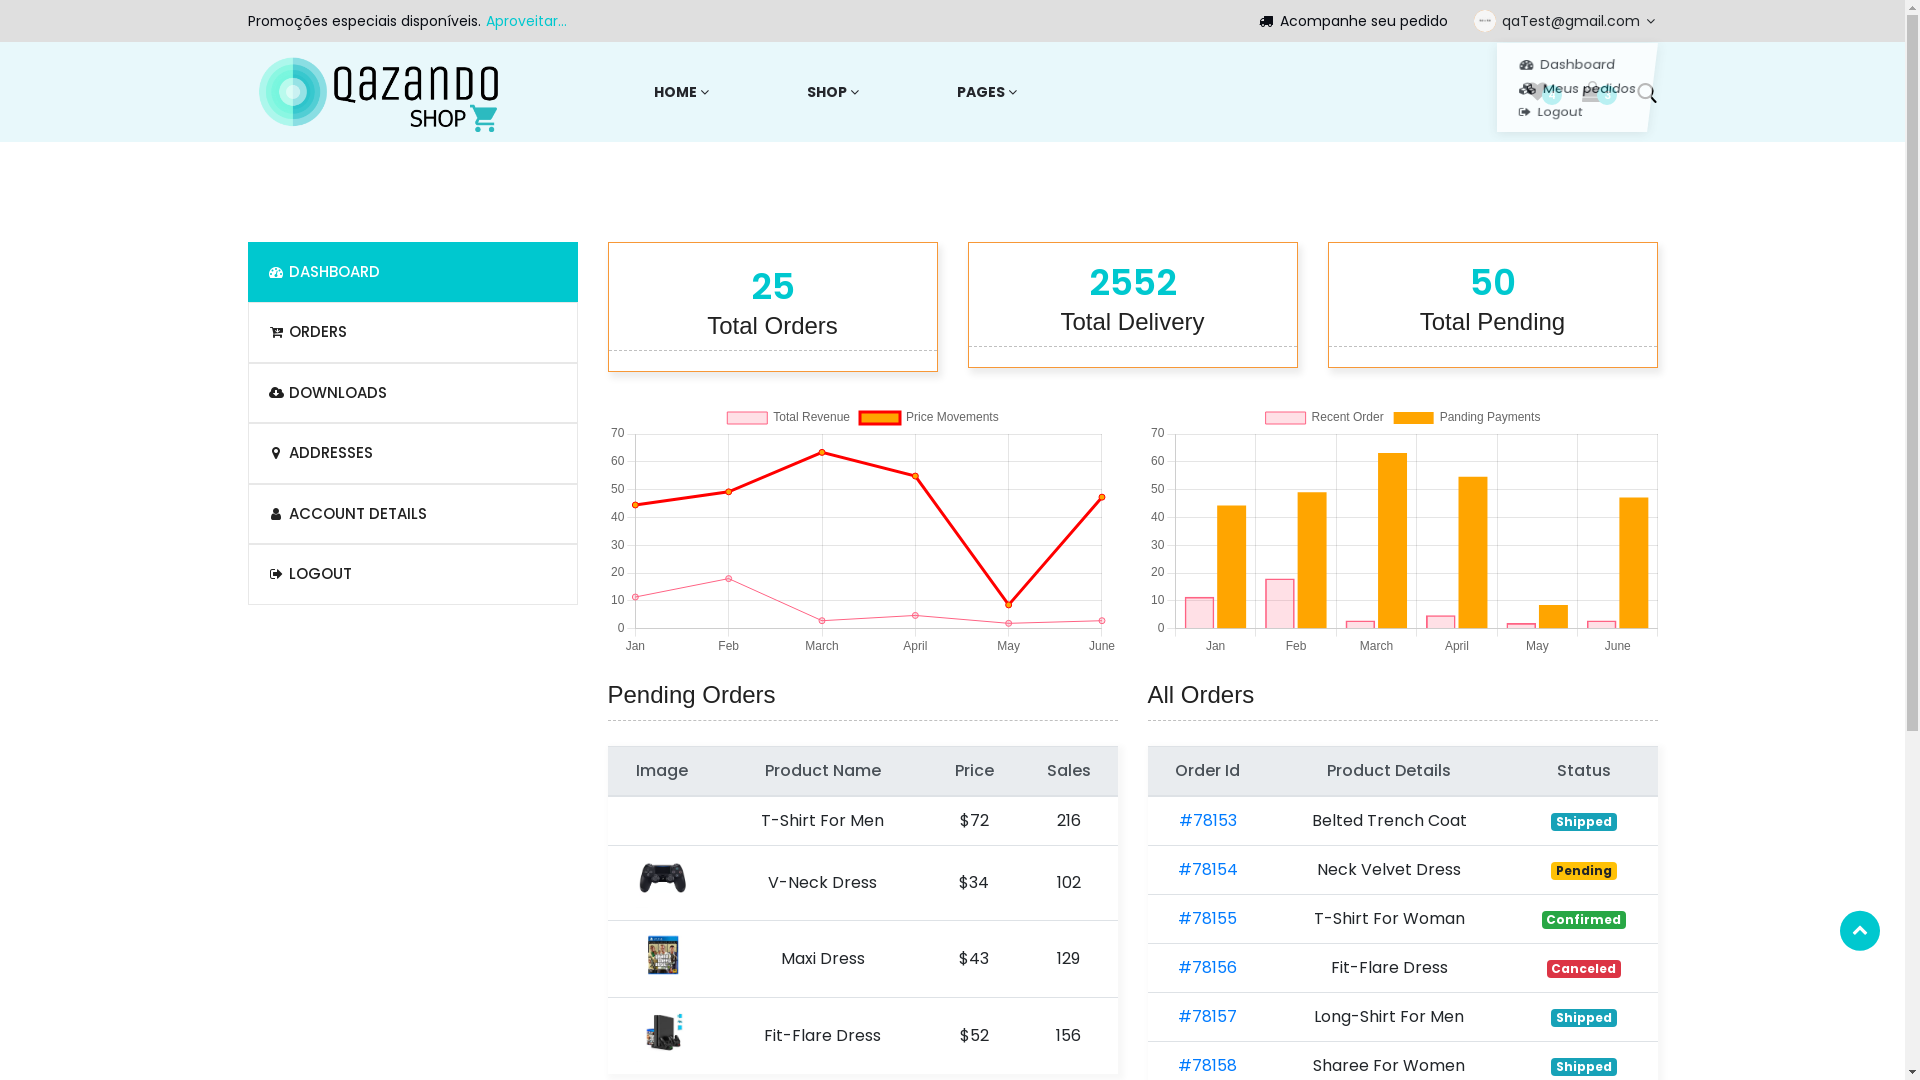 Promoções especiais disponíveis. Aproveitar...
Acompanhe seu pedido
qaTest@gmail.com
Qazando
SHOP
HOME
SHOP
PAGES
Dashboard
Meus pedidos
Logout
DASHBOARD
ORDERS
DOWNLOADS
ADDRESSES
ACCOUNT DETAILS
LOGOUT
25
Total Orders
2552
Total Delivery
50
Total Pending
Total Revenue Price Movements
70
60
50
40
30
20
10
0
Jan Feb March April May June
Recent Order Panding Payments
70
60
50
40
30
20
10
0
Jan Feb March April May June
Pending Orders
Image Product Name Price Sales
T-Shirt For Men $72 216
V-Neck Dress $34 102
Maxi Dress $43 129
Fit-Flare Dress $52 156
All Orders
Order Id Product Details Status
#78153 Belted Trench Coat Shipped
#78154 Neck Velvet Dress Pending
#78155 T-Shirt For Woman Confirmed
#78156 Fit-Flare Dress Canceled
#78157 Long-Shirt For Men Shipped
#78158 Sharee For Women Shipped